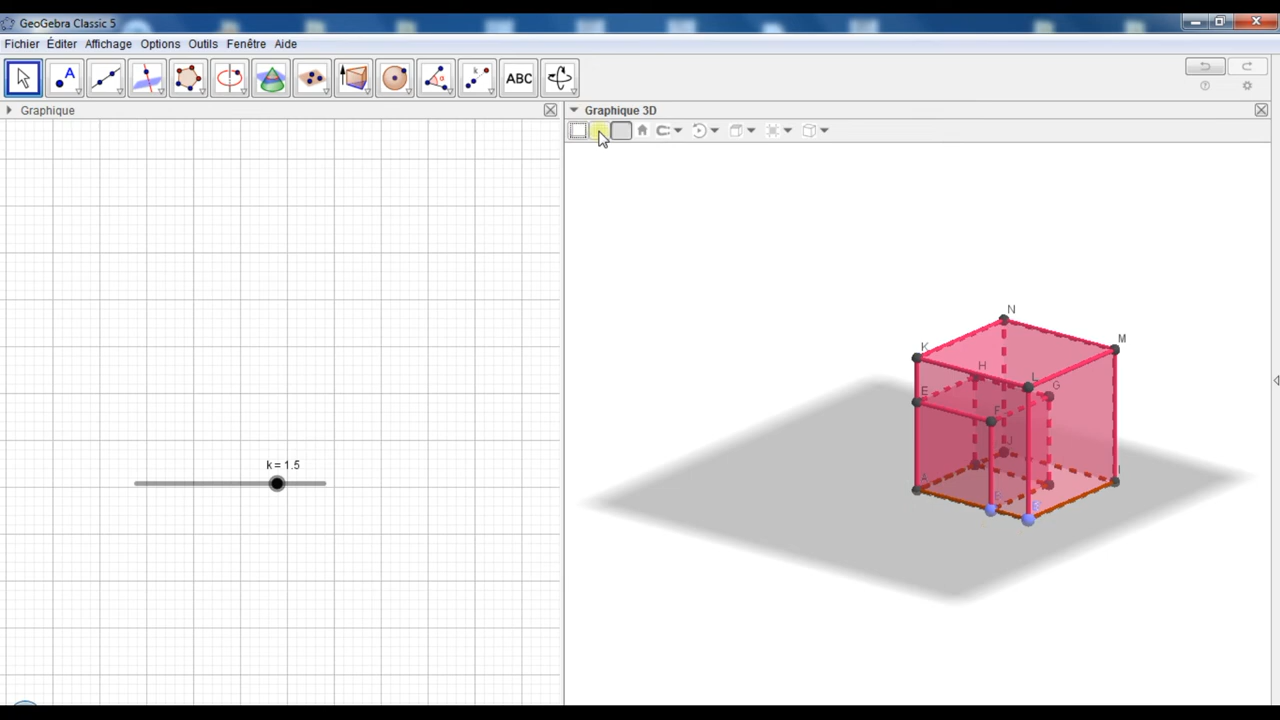 GeoGebra Classic 5
Fichier Éditer Affichage Options Outils Fenêtre Aide
A ABC
Graphique
Graphique 3D
k = 1.5
N
M
K
H
L
G
E
F
J
A
I